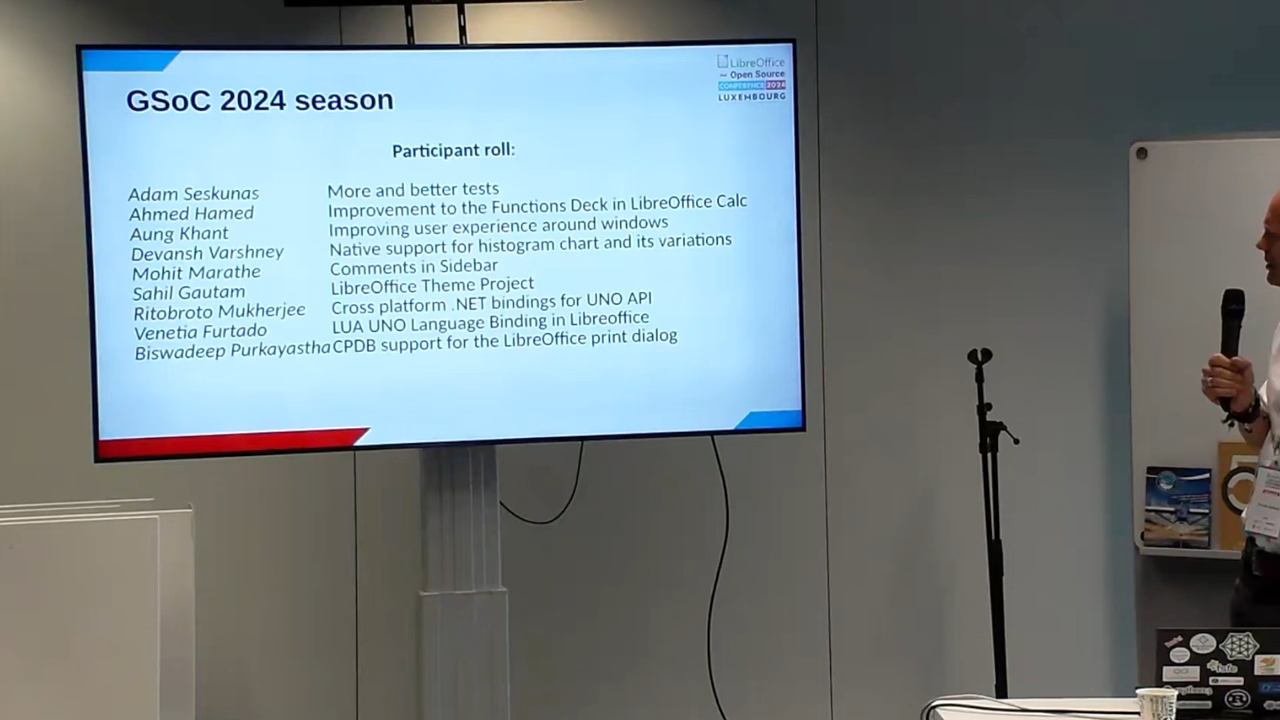 GSoC 2024 season
LibreOffice
Open Source
CONFERENCE 2024
LUXEMBOURG
Participant roll:
Adam Seskunas More and better tests
Ahmed Hamed Improvement to the Functions Deck in LibreOffice Calc
Aung Khant Improving user experience around windows
Devansh Varshney Native support for histogram chart and its variations
Mohit Marathe Comments in Sidebar
Sahil Gautam LibreOffice Theme Project
Ritobroto Mukherjee Cross platform .NET bindings for UNO API
Venetia Furtado LUA UNO Language Binding in Libreoffice
Biswadeep Purkayastha CPDB support for the LibreOffice print dialog